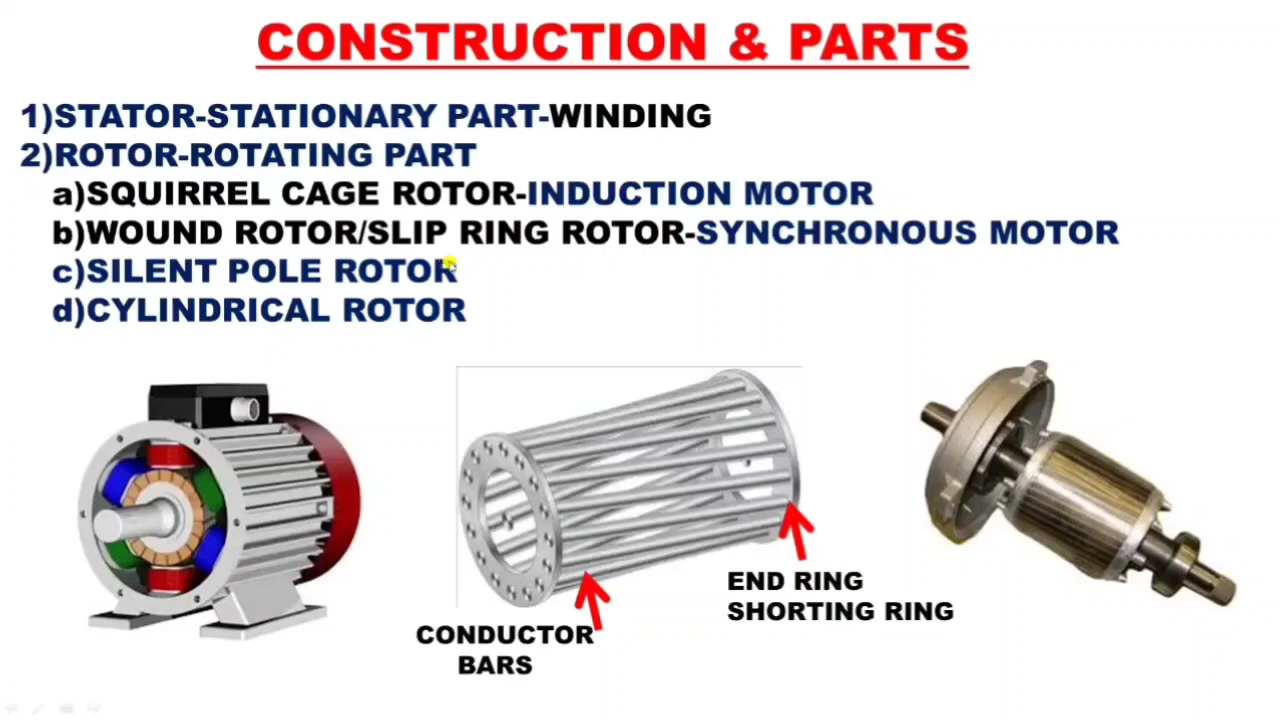 CONSTRUCTION & PARTS
1)STATOR-STATIONARY PART-WINDING
2)ROTOR-ROTATING PART
a)SQUIRREL CAGE ROTOR-INDUCTION MOTOR
b)WOUND ROTOR/SLIP RING ROTOR-SYNCHRONOUS MOTOR
c)SILENT POLE ROTOR
d)CYLINDRICAL ROTOR
END RING
SHORTING RING
CONDUCTOR
BARS